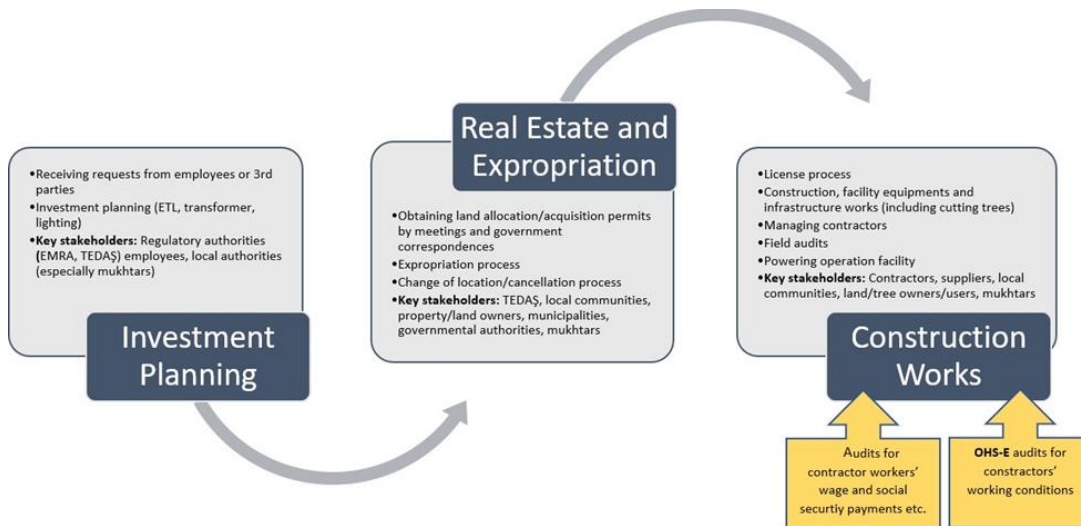 •Receiving requests from employees or 3rd
parties
•Investment planning (ETL, transformer,
lighting)
•Key stakeholders: Regulatory authorities
(EMRA, TEDAŞ) employees, local authorities
(especially mukhtars)
Investment
Planning
Real Estate and
Expropriation
•Obtaining land allocation/acquisition permits
by meetings and government
correspondences
•Expropriation process
•Change of location/cancellation process
•Key stakeholders: TEDAŞ, local communities,
property/land owners, municipalities,
governmental authorities, mukhtars
•License process
•Construction, facility equipments and
infrastructure works (including cutting trees)
•Managing contractors
•Field audits
•Powering operation facility
•Key stakeholders: Contractors, suppliers, local
communities, land/tree owners/users, mukhtars
Construction
Works
Audits for
contractor workers'
wage and social
securtiy payments etc.
OHS-E audits for
constractors'
working conditions